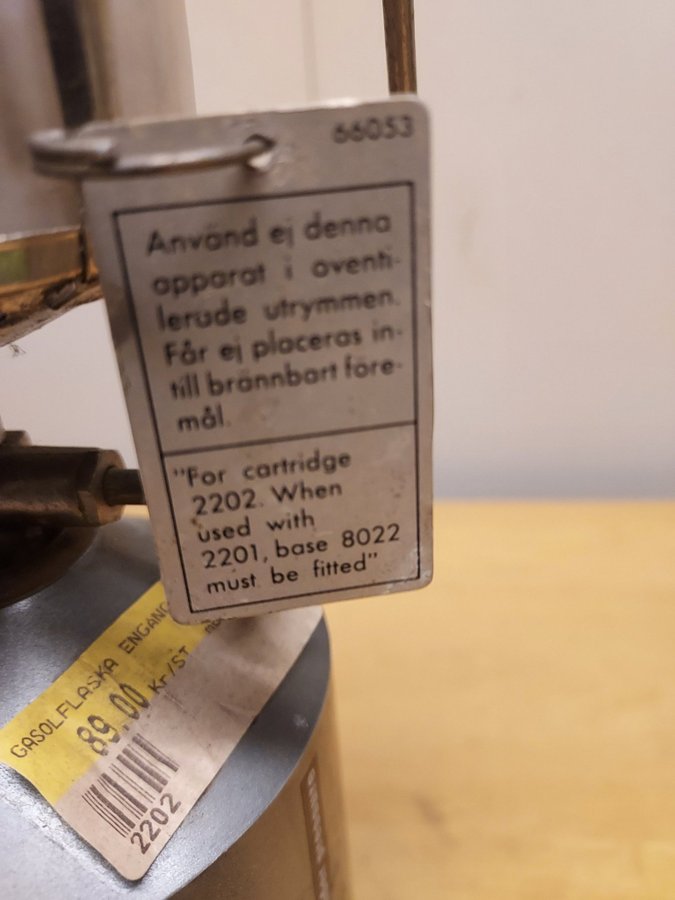 66053
Använd ej denna
apparat i oventi-
lerade utrymmen.
Får ej placeras in-
till brännbart före-
mål.
"For cartridge
2202. When
used with
2201, base 8022
must be fitted"
GASOLFLASKA ENGÅNG
89.00 Kr/ST
2202